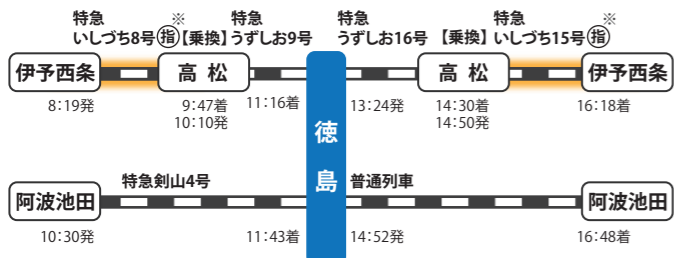 特急 ※ 特急 特急 特急 ※
いしづち8号㊜【乗換】うずしお9号 うずしお16号 【乗換】いしづち15号㊜
伊予西条 高松 高松 伊予西条
8:19発 9:47着 11:16着 13:24発 14:30着 16:18着
10:10発 14:50発
徳島
特急剣山4号 普通列車
阿波池田 阿波池田
10:30発 11:43着 14:52発 16:48着